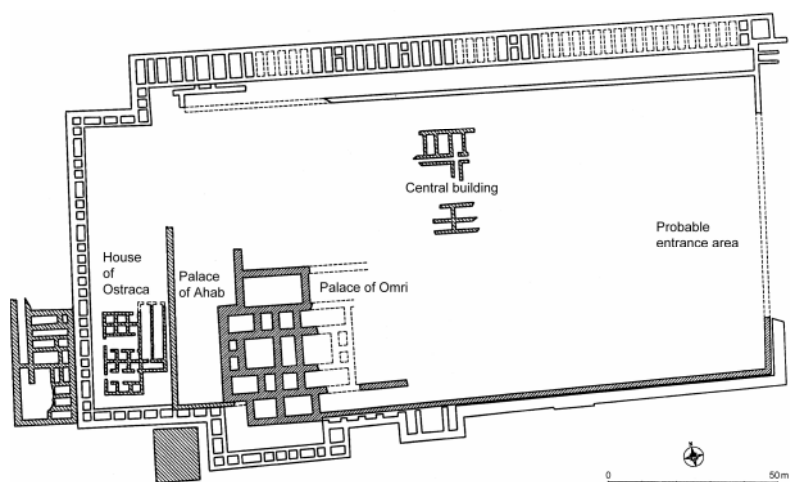 Central building
Probable
entrance area
House
of
Ostraca
Palace
of Ahab
Palace of Omri
N
0
50m